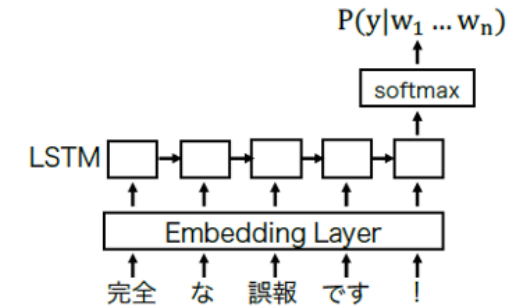 P(y|w₁ … wₙ)
softmax
LSTM
Embedding Layer
完全 な 誤報 です !